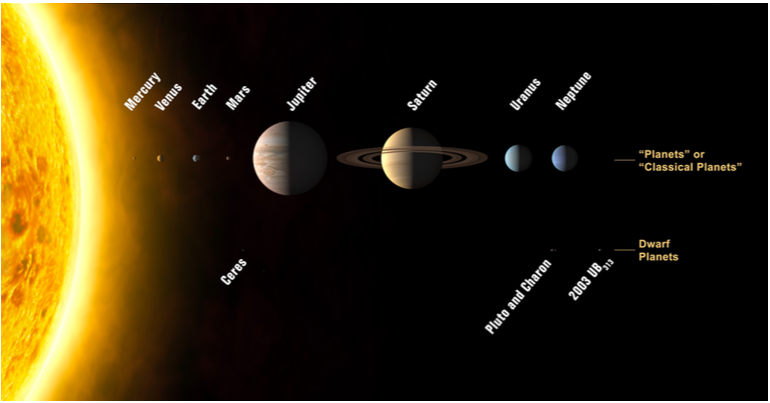 Mercury
Venus
Earth
Mars
Jupiter
Saturn
Uranus
Neptune
“Planets” or
“Classical Planets”
Ceres
Pluto and Charon
2003 UB₃₁₃
Dwarf
Planets